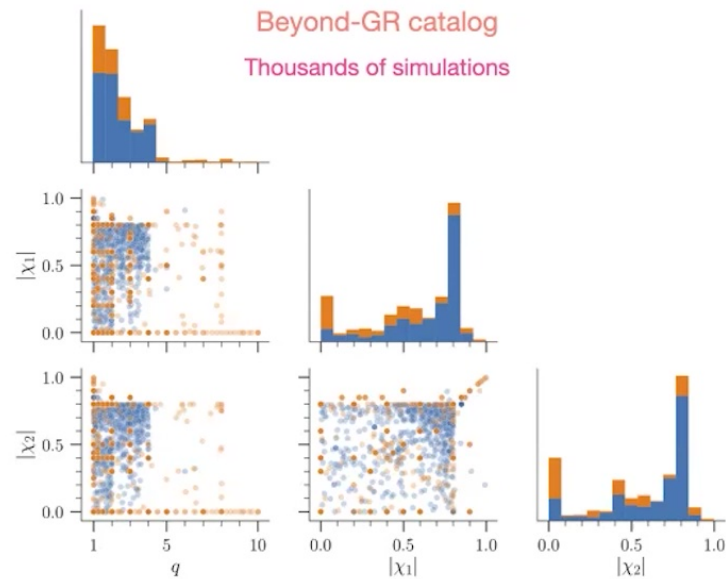 Beyond-GR catalog
Thousands of simulations
1.0
|χ₁|
0.5
0.0
1.0
|χ₂|
0.5
0.0
1 5 10
q
0.0 0.5 1.0
|χ₁|
0.0 0.5 1.0
|χ₂|